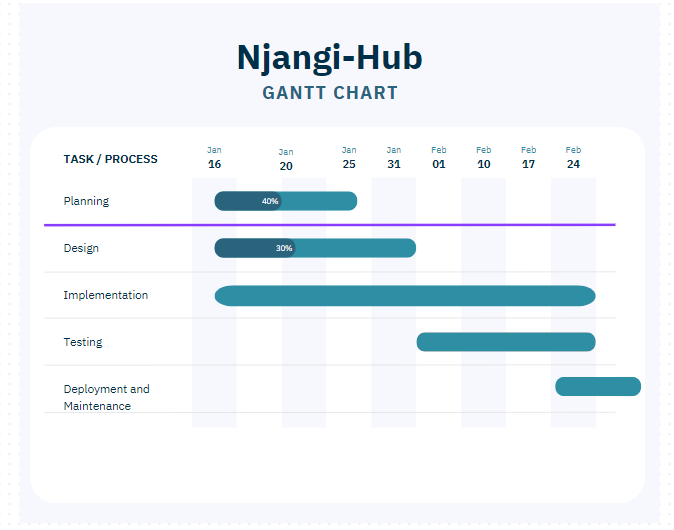 Njangi-Hub
GANTT CHART
TASK / PROCESS
Jan 16
Jan 20
Jan 25
Jan 31
Feb 01
Feb 10
Feb 17
Feb 24
Planning
40%
Design
30%
Implementation
Testing
Deployment and
Maintenance